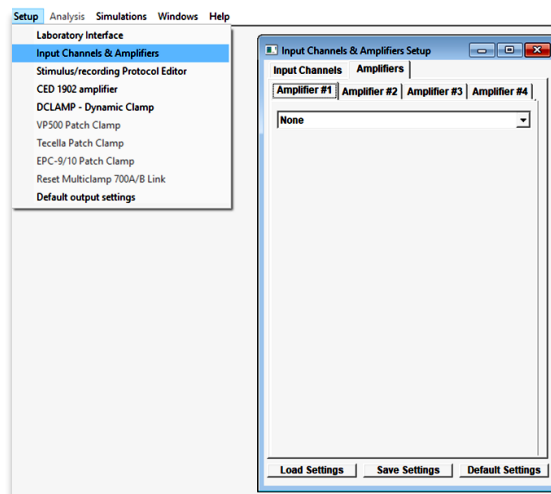 Setup Analysis Simulations Windows Help
Laboratory Interface
Input Channels & Amplifiers
Stimulus/recording Protocol Editor
CED 1902 amplifier
DCLAMP - Dynamic Clamp
VP500 Patch Clamp
Tecella Patch Clamp
EPC-9/10 Patch Clamp
Reset Multiclamp 700A/B Link
Default output settings
Input Channels & Amplifiers Setup
Input Channels Amplifiers
Amplifier #1 Amplifier #2 Amplifier #3 Amplifier #4
None
Load Settings Save Settings Default Settings